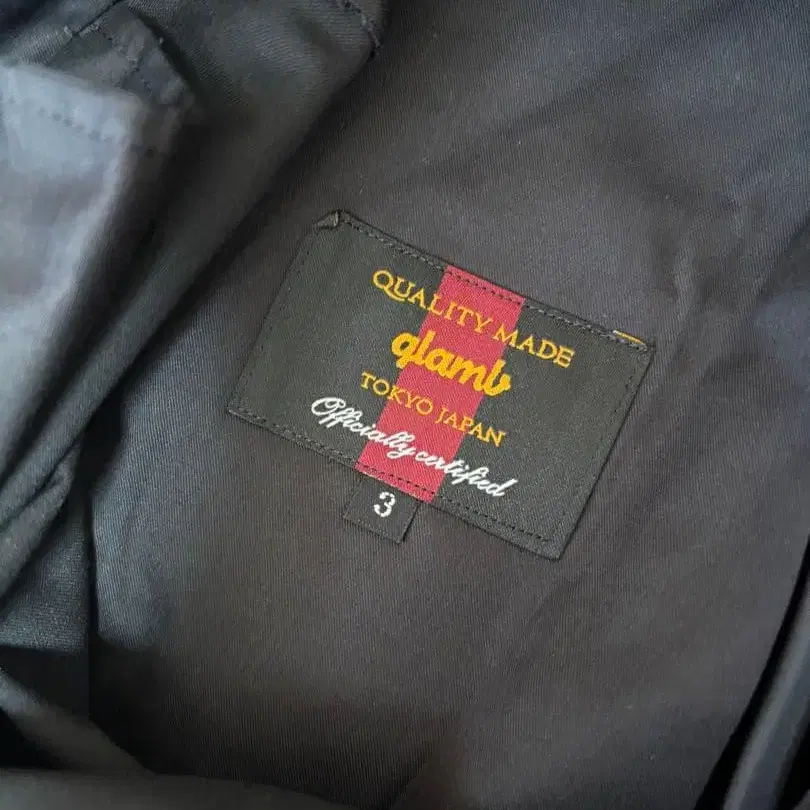 QUALITY MADE
glamb
TOKYO JAPAN
Officially certified
3